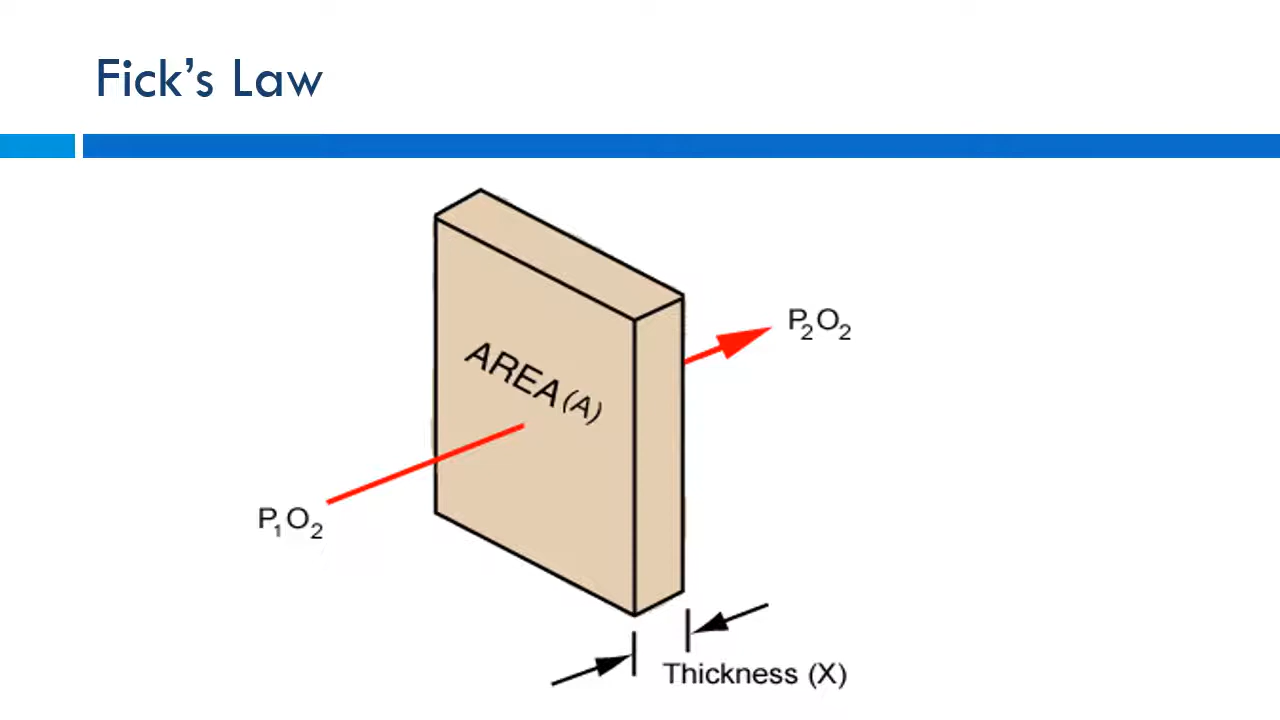 Fick’s Law
P₂O₂
AREA (A)
P₁O₂
Thickness (X)